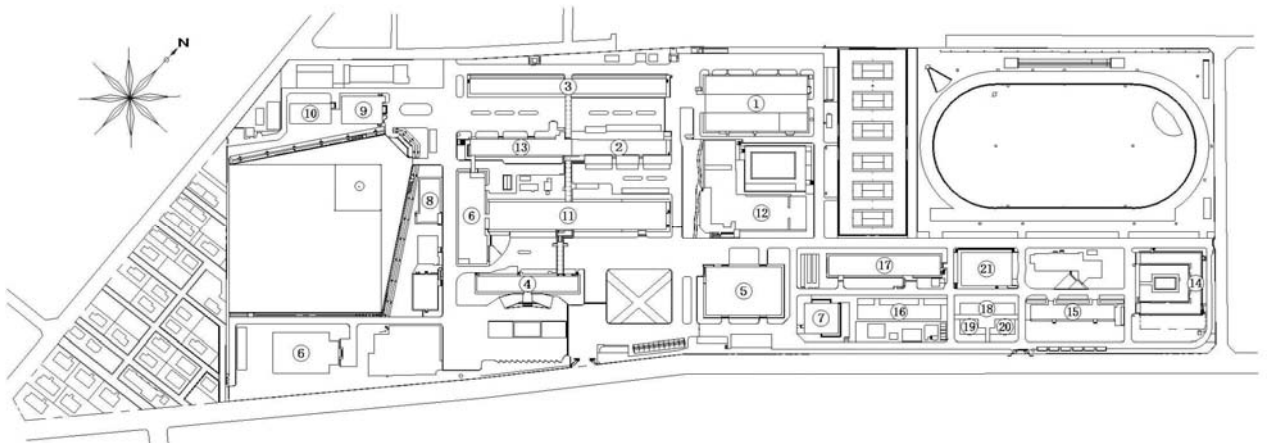 N
③
①
⑩ ⑨
⑬ ②
⑧
⑥ ⑪ ⑫
⑰ ㉑ ⑭
④ ⑤
⑯ ⑱ ⑮
⑦ ⑲ ⑳
⑥